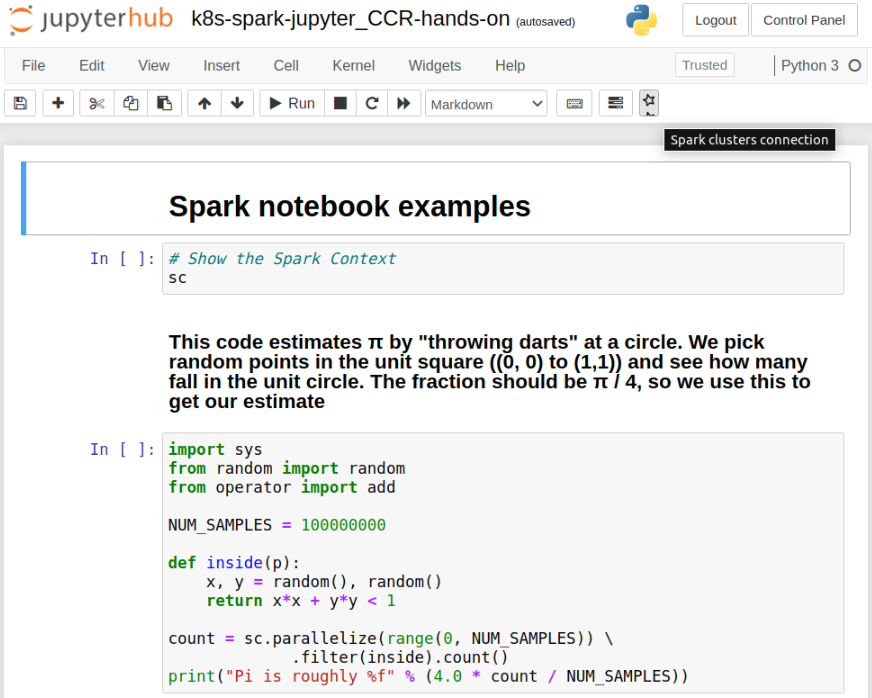 jupyterhub k8s-spark-jupyter_CCR-hands-on (autosaved) Logout Control Panel
File Edit View Insert Cell Kernel Widgets Help Trusted Python 3
Run Markdown
Spark clusters connection
Spark notebook examples
In [ ]: # Show the Spark Context
sc
This code estimates π by "throwing darts" at a circle. We pick
random points in the unit square ((0, 0) to (1,1)) and see how many
fall in the unit circle. The fraction should be π / 4, so we use this to
get our estimate
In [ ]: import sys
from random import random
from operator import add
NUM_SAMPLES = 100000000
def inside(p):
    x, y = random(), random()
    return x*x + y*y < 1
count = sc.parallelize(range(0, NUM_SAMPLES)) \
             .filter(inside).count()
print("Pi is roughly %f" % (4.0 * count / NUM_SAMPLES))